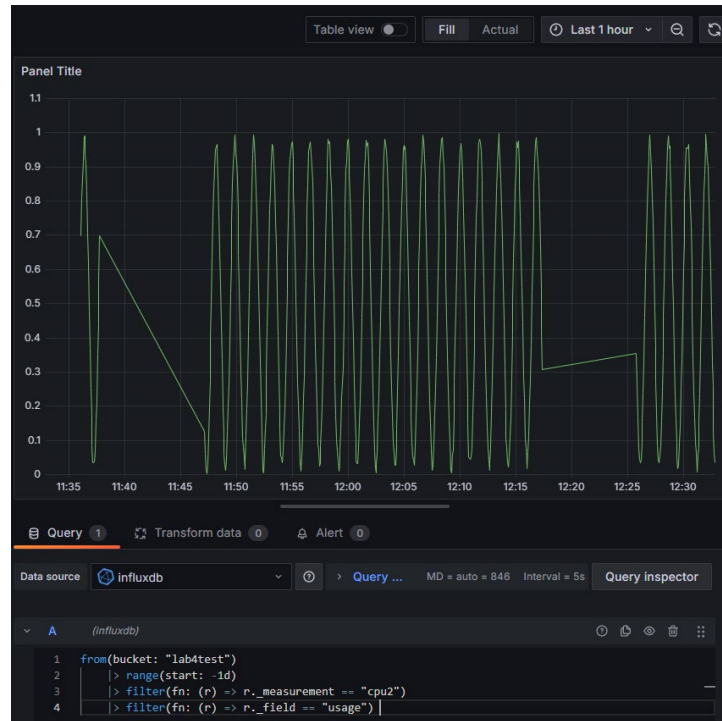 Table view Fill Actual Last 1 hour
Panel Title
1.1
1
0.9
0.8
0.7
0.6
0.5
0.4
0.3
0.2
0.1
0
11:35 11:40 11:45 11:50 11:55 12:00 12:05 12:10 12:15 12:20 12:25 12:30
Query 1 Transform data 0 Alert 0
Data source influxdb Query ... MD = auto = 846 Interval = 5s Query inspector
A (influxdb)
1 from(bucket: "lab4test")
2 |> range(start: -1d)
3 |> filter(fn: (r) => r._measurement == "cpu2")
4 |> filter(fn: (r) => r._field == "usage")